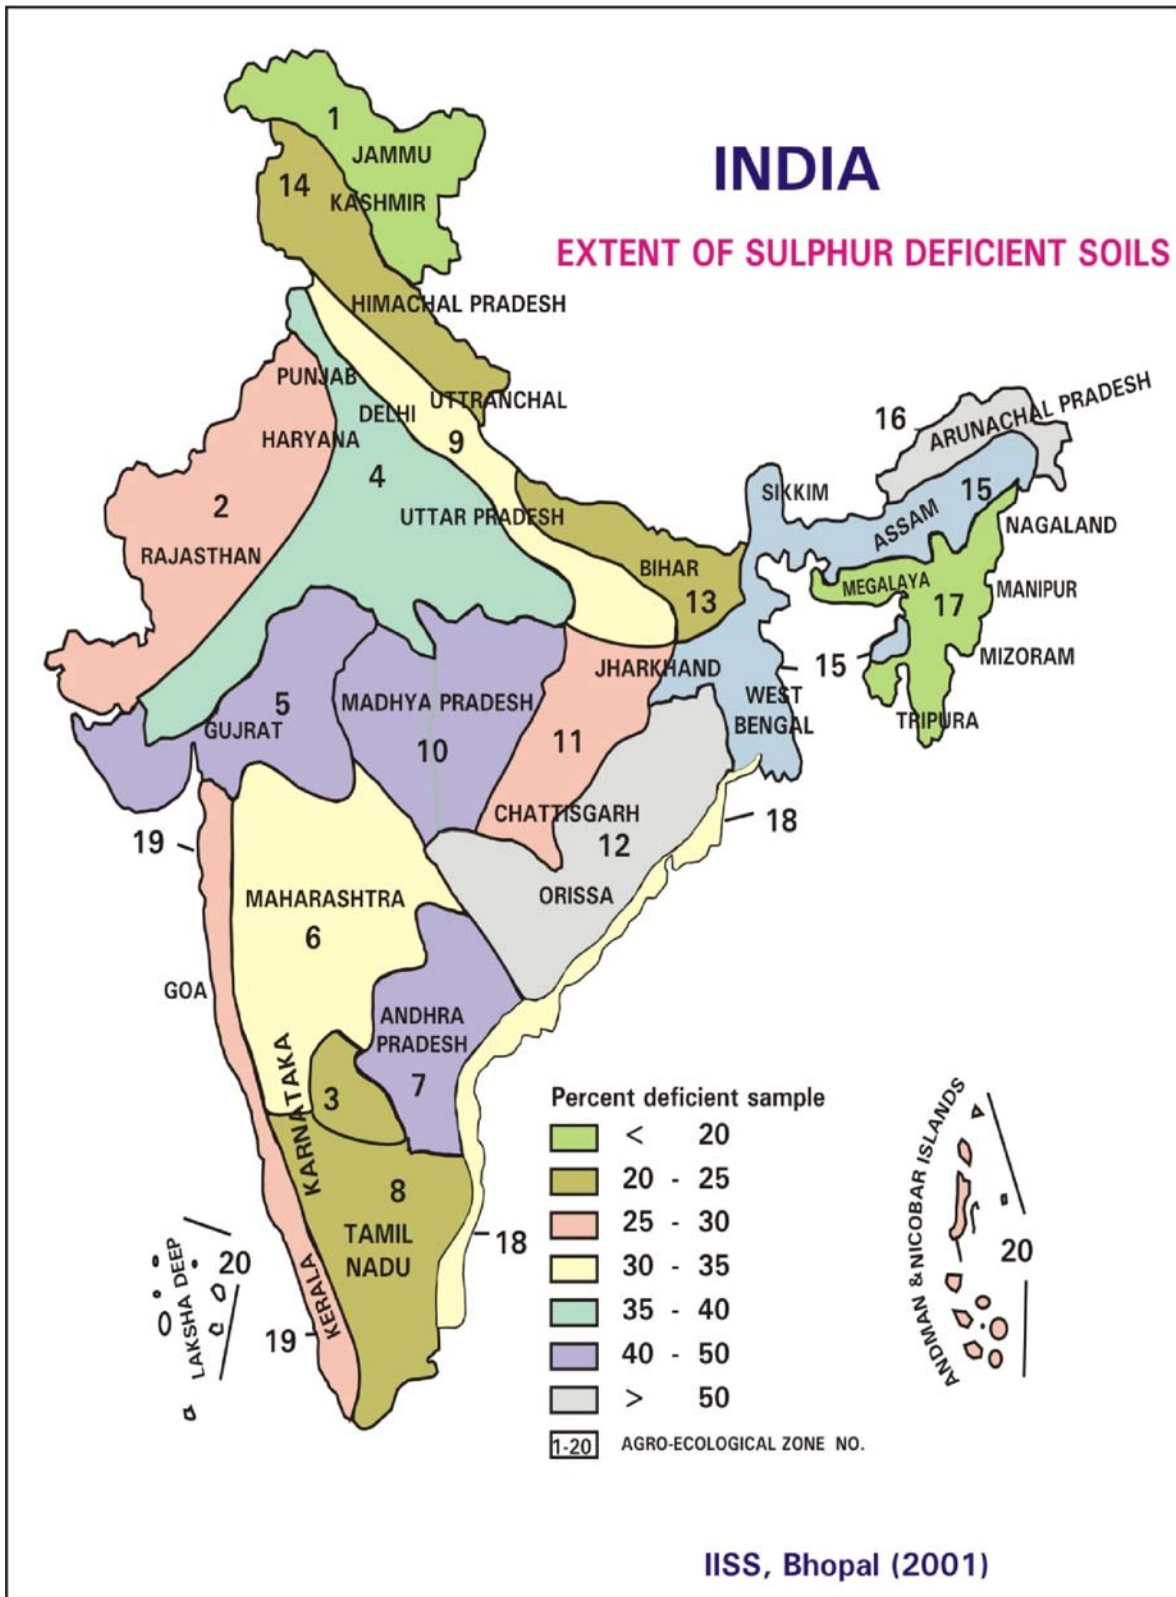 INDIA
EXTENT OF SULPHUR DEFICIENT SOILS
1
JAMMU
14
KASHMIR
HIMACHAL PRADESH
PUNJAB
UTTRANCHAL
DELHI
HARYANA
9
4
2
UTTAR PRADESH
RAJASTHAN
16
ARUNACHAL PRADESH
SIKKIM
15
ASSAM
NAGALAND
BIHAR
13
MEGALAYA
MANIPUR
17
JHARKHAND
15
MIZORAM
WEST
BENGAL
TRIPURA
5
GUJRAT
MADHYA PRADESH
10
11
CHATTISGARH
12
18
19
ORISSA
MAHARASHTRA
6
GOA
ANDHRA
PRADESH
7
KARNATAKA
3
8
TAMIL
NADU
18
20
LAKSHA DEEP
KERALA
19
Percent deficient sample
< 20
20 - 25
25 - 30
30 - 35
35 - 40
40 - 50
> 50
1-20 AGRO-ECOLOGICAL ZONE NO.
ANDMAN & NICOBAR ISLANDS
20
IISS, Bhopal (2001)